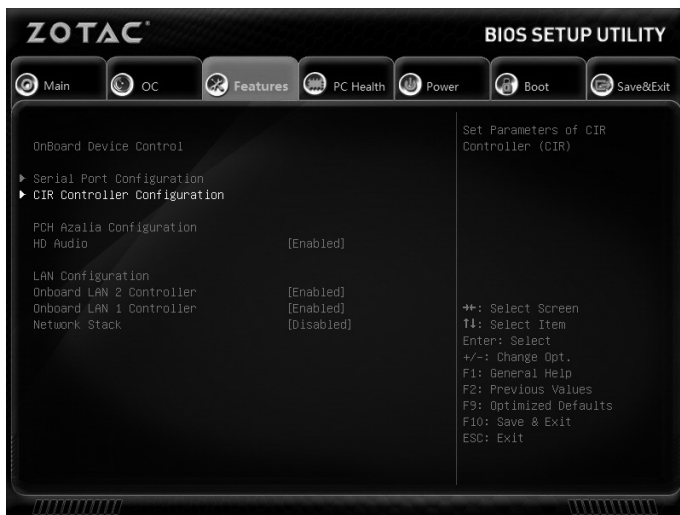 ZOTAC
BIOS SETUP UTILITY
Main
OC
Features
PC Health
Power
Boot
Save&Exit
OnBoard Device Control
Serial Port Configuration
CIR Controller Configuration
PCH Azalia Configuration
HD Audio [Enabled]
LAN Configuration
Onboard LAN 2 Controller [Enabled]
Onboard LAN 1 Controller [Enabled]
Network Stack [Disabled]
Set Parameters of CIR
Controller (CIR)
→←: Select Screen
↑↓: Select Item
Enter: Select
+/-: Change Opt.
F1: General Help
F2: Previous Values
F9: Optimized Defaults
F10: Save & Exit
ESC: Exit